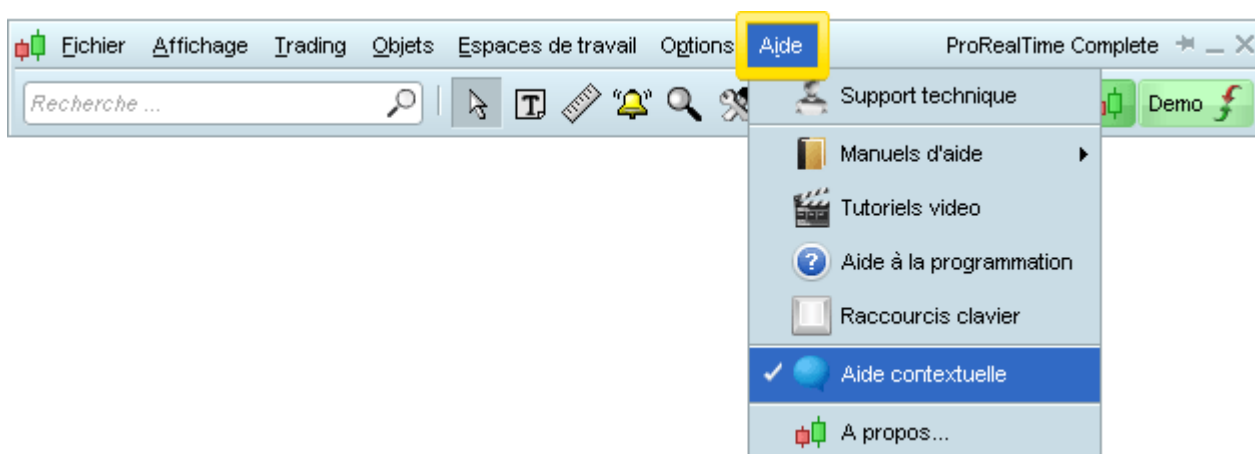 Fichier Affichage Trading Objets Espaces de travail Options Aide ProRealTime Complete
Recherche ... T Demo
Support technique
Manuels d'aide
Tutoriels video
Aide à la programmation
Raccourcis clavier
Aide contextuelle
A propos...